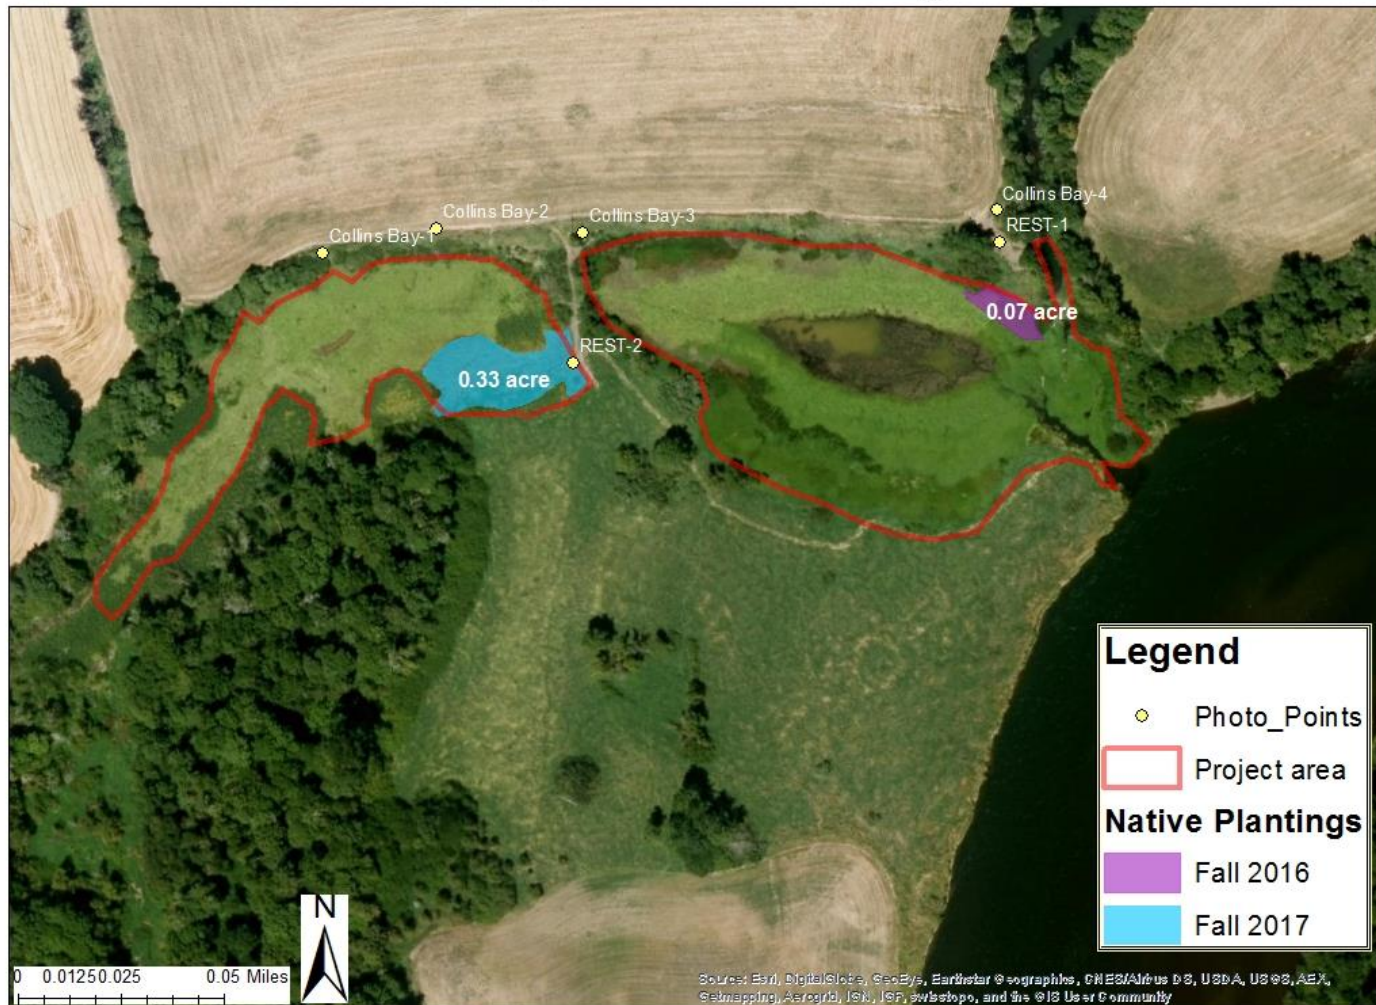 Collins Bay-4
Collins Bay-2
Collins Bay-3
REST-1
Collins Bay-1
0.07 acre
REST-2
0.33 acre
Legend
Photo_Points
Project area
Native Plantings
Fall 2016
Fall 2017
N
0 0.0125 0.025 0.05 Miles
Source: Esri, DigitalGlobe, GeoEye, Earthstar Geographics, CNES/Airbus DS, USDA, USGS, AEX,
Getmapping, Aerogrid, IGN, IGP, swisstopo, and the GIS User Community